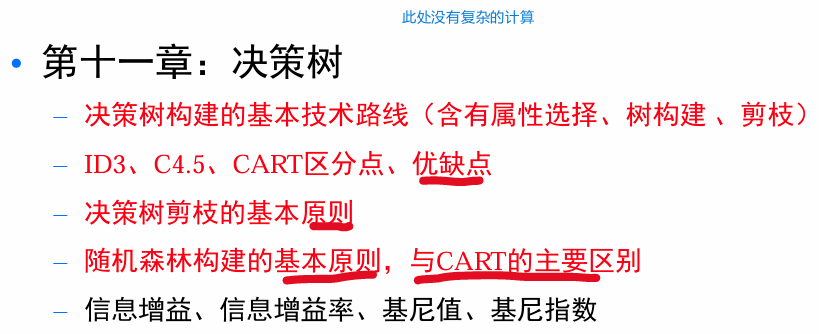 此处没有复杂的计算
• 第十一章：决策树
– 决策树构建的基本技术路线（含有属性选择、树构建 、剪枝）
– ID3、C4.5、CART区分点、优缺点
– 决策树剪枝的基本原则
– 随机森林构建的基本原则，与CART的主要区别
– 信息增益、信息增益率、基尼值、基尼指数